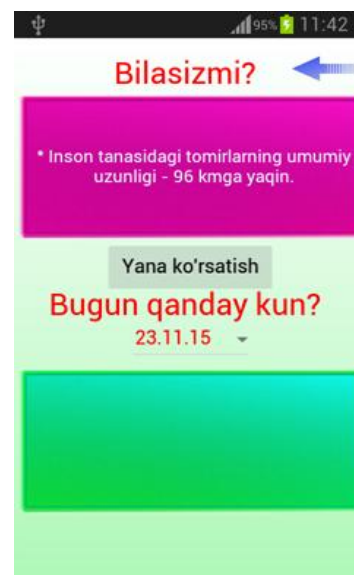 95% 11:42
Bilasizmi?
* Inson tanasidagi tomirlarning umumiy
uzunligi - 96 kmga yaqin.
Yana ko'rsatish
Bugun qanday kun?
23.11.15